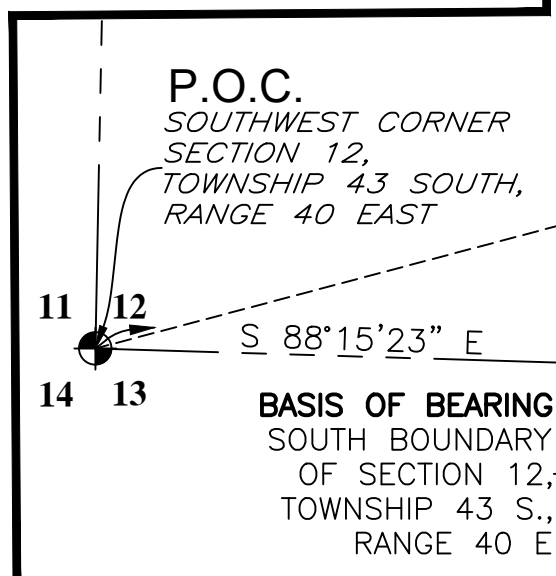 P.O.C.
SOUTHWEST CORNER
SECTION 12,
TOWNSHIP 43 SOUTH,
RANGE 40 EAST
11 12
S 88°15'23" E
14 13
BASIS OF BEARING
SOUTH BOUNDARY
OF SECTION 12,
TOWNSHIP 43 S.,
RANGE 40 E